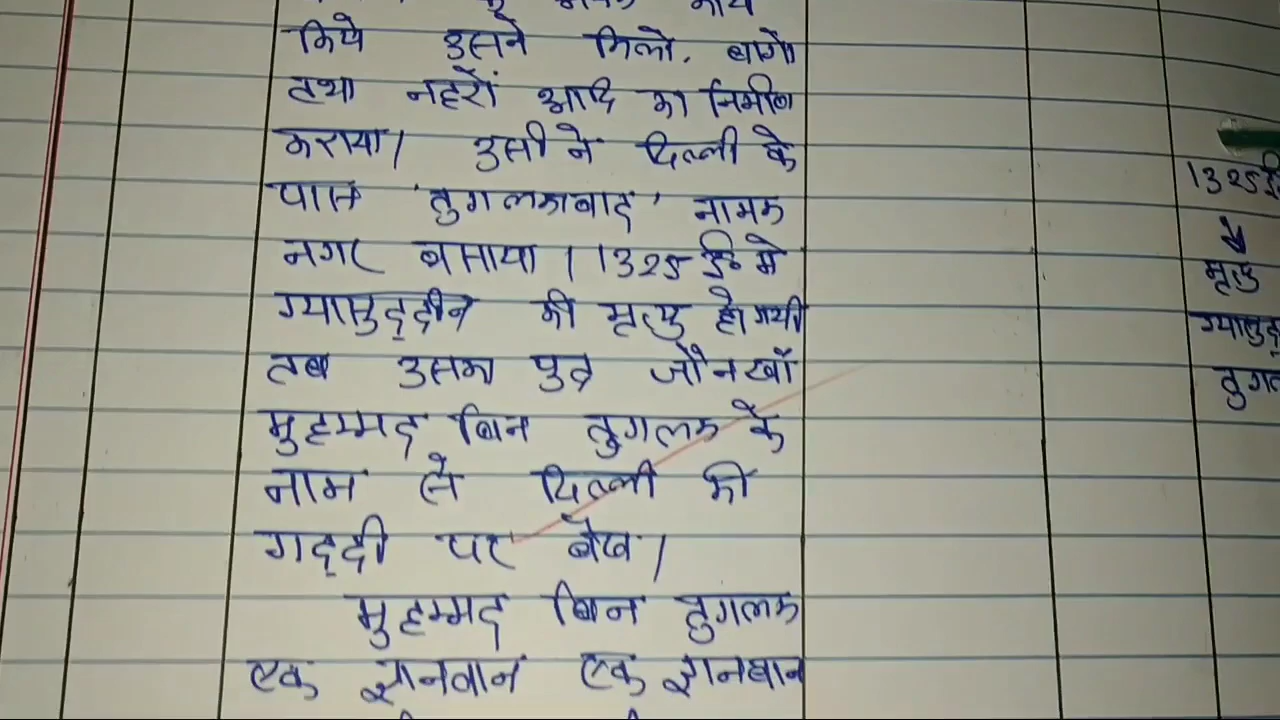 किये उसने किलो, बागो
तथा नहरों आदि का निर्माण
कराया। उसी ने दिल्ली के
पास 'तुगलकाबाद' नामक
नगर बसाया। 1325 ई० मे
ग्यासुद्दीन की मृत्यु हो गयी
तब उसका पुत्र जौनखाँ
मुहम्मद बिन तुगलक के
नाम से दिल्ली की
गद्दी पर बैठा।
मुहम्मद बिन तुगलक
एक ज्ञानवान एक ज्ञानवान
1325 ई
↓
मृत्यु